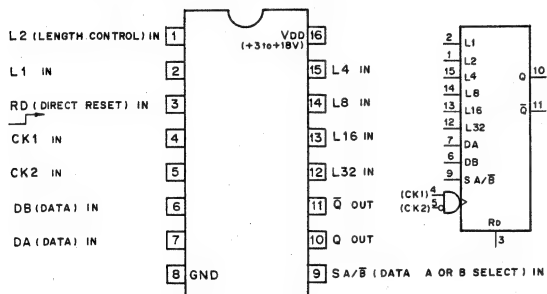 L2 (LENGTH CONTROL) IN 1
16 VDD
(+3 to +18V)
L1 IN 2
15 L4 IN
RD (DIRECT RESET) IN 3
14 L8 IN
CK1 IN 4
13 L16 IN
CK2 IN 5
12 L32 IN
DB (DATA) IN 6
11 Q̅ OUT
DA (DATA) IN 7
10 Q OUT
8 GND
9 SA/B̅ (DATA A OR B SELECT) IN
2 L1
1 L2
15 L4
14 L8
13 L16
12 L32
7 DA
6 DB
9 SA/B̅
(CK1) 4
(CK2) 5
Q 10
Q̅ 11
RD
3